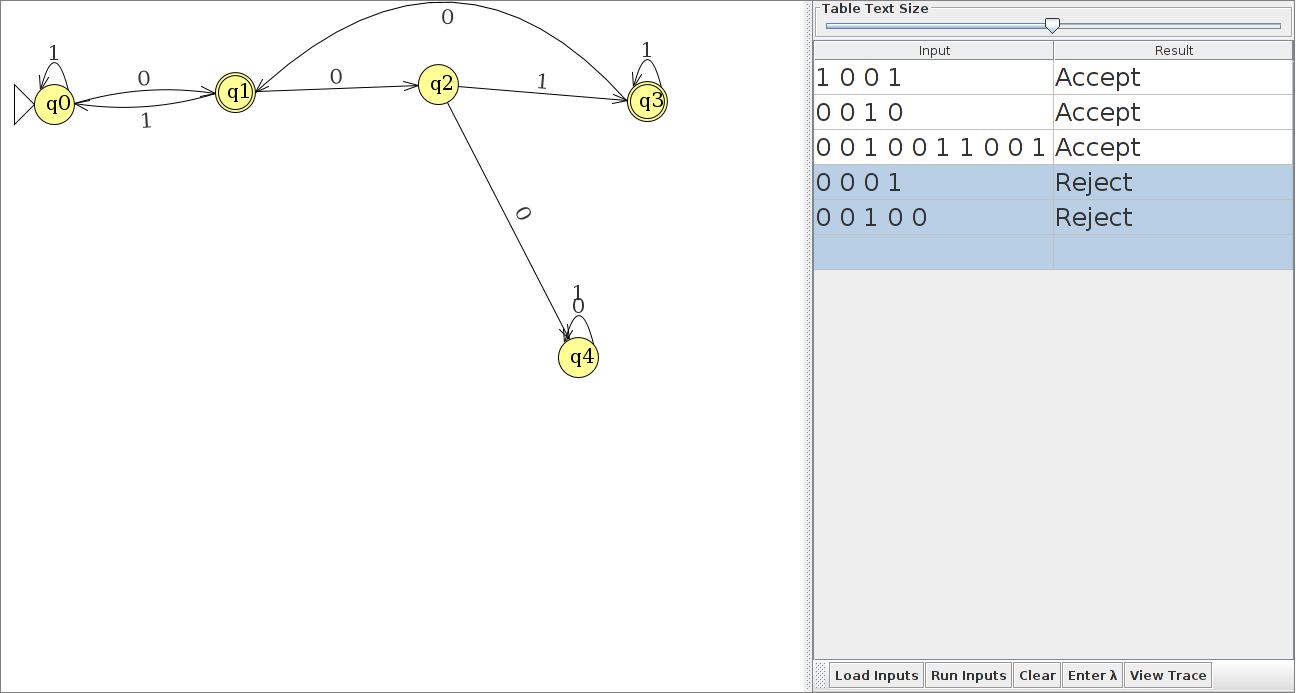 0
1
0
1
q0
q1
0
q2
1
1
q3
0
1
0
q4
Table Text Size
Input Result
1 0 0 1 Accept
0 0 1 0 Accept
0 0 1 0 0 1 1 0 0 1 Accept
0 0 0 1 Reject
0 0 1 0 0 Reject
Load Inputs Run Inputs Clear Enter λ View Trace